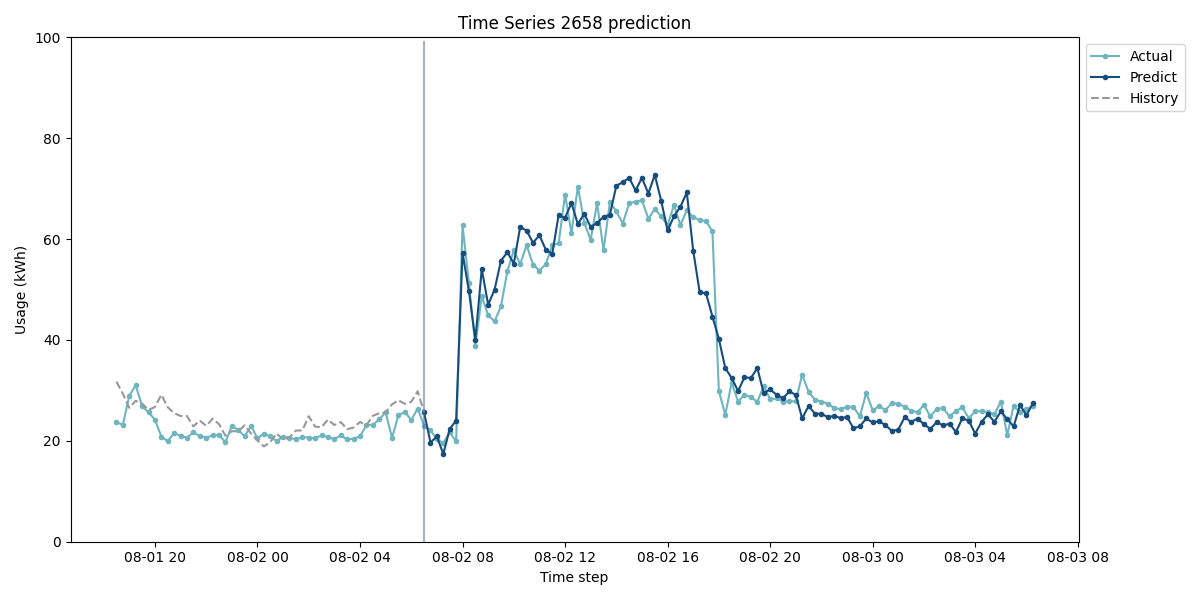 Time Series 2658 prediction
100
80
60
40
20
0
Usage (kWh)
08-01 20
08-02 00
08-02 04
08-02 08
08-02 12
08-02 16
08-02 20
08-03 00
08-03 04
08-03 08
Time step
Actual
Predict
History